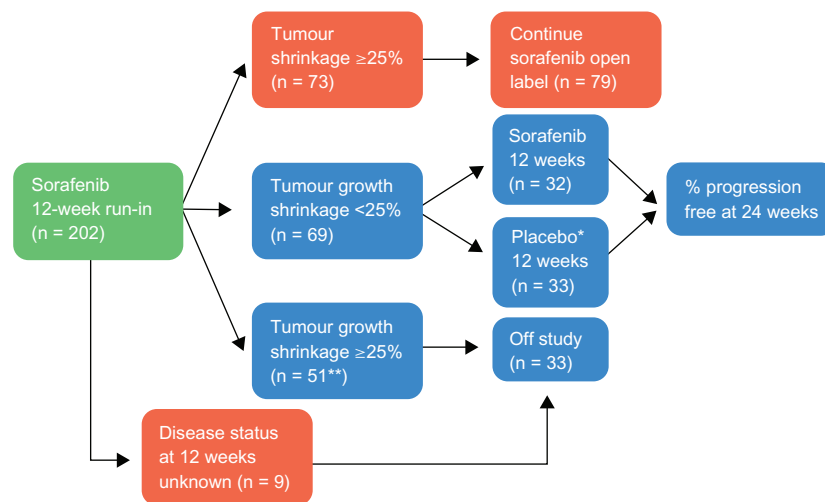 Tumour
shrinkage ≥25%
(n = 73)
Continue
sorafenib open
label (n = 79)
Sorafenib
12-week run-in
(n = 202)
Tumour growth
shrinkage <25%
(n = 69)
Sorafenib
12 weeks
(n = 32)
Placebo*
12 weeks
(n = 33)
% progression
free at 24 weeks
Tumour growth
shrinkage ≥25%
(n = 51**)
Off study
(n = 33)
Disease status
at 12 weeks
unknown (n = 9)